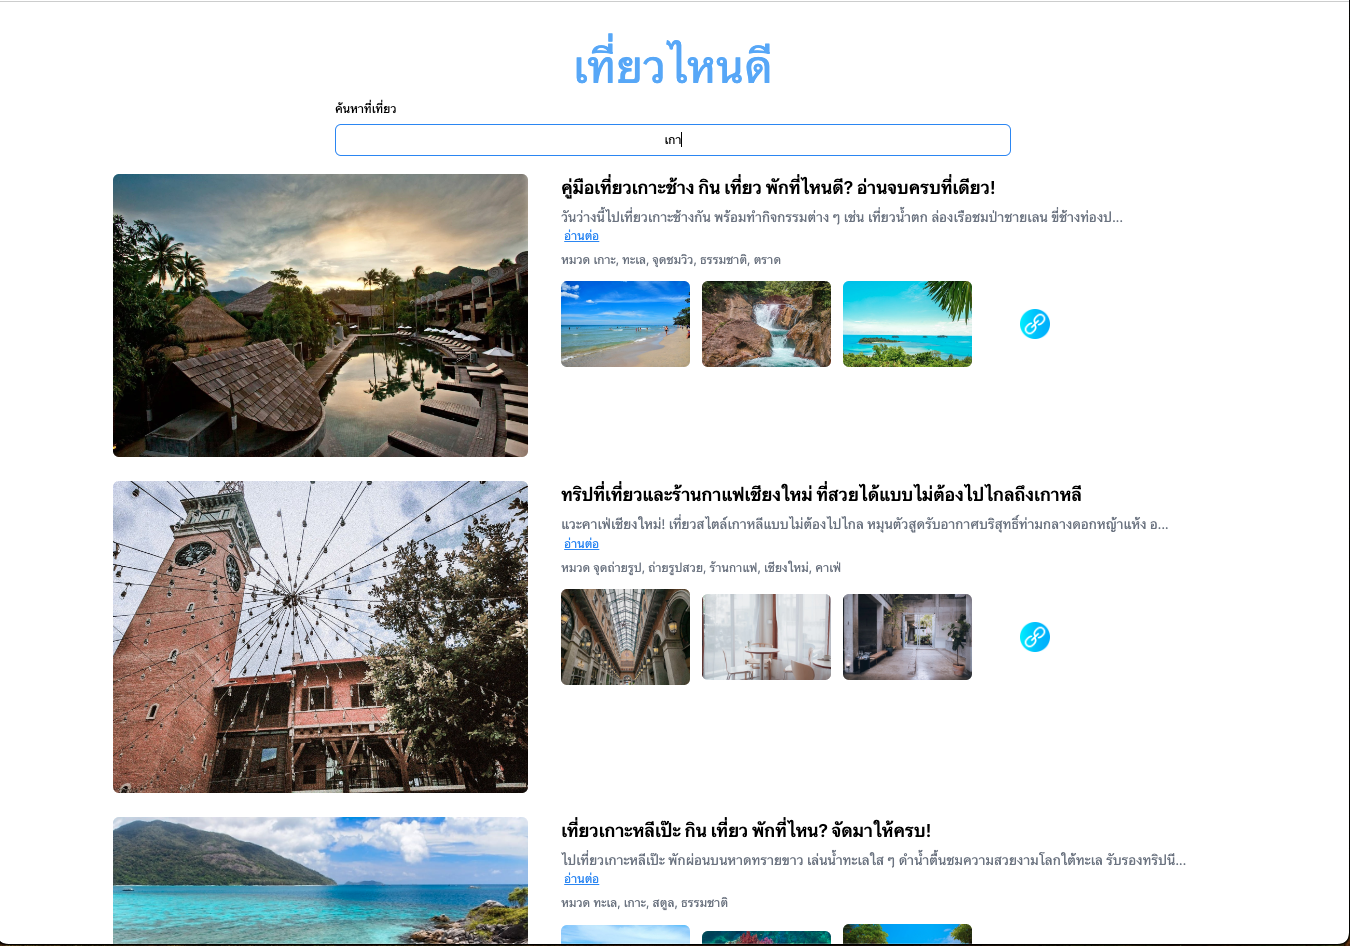 เที่ยวไหนดี
ค้นหาที่เที่ยว
เกา
คู่มือเที่ยวเกาะช้าง กิน เที่ยว พักที่ไหนดี? อ่านจบครบที่เดียว!
วันว่างนี้ไปเที่ยวเกาะช้างกัน พร้อมทำกิจกรรมต่าง ๆ เช่น เที่ยวน้ำตก ล่องเรือชมป่าชายเลน ขี่ช้างท่องป...
อ่านต่อ
หมวด เกาะ, ทะเล, จุดชมวิว, ธรรมชาติ, ตราด
ทริปที่เที่ยวและร้านกาแฟเชียงใหม่ ที่สวยได้แบบไม่ต้องไปไกลถึงเกาหลี
แวะคาเฟ่เชียงใหม่! เที่ยวสไตล์เกาหลีแบบไม่ต้องไปไกล หมุนตัวสูดรับอากาศบริสุทธิ์ท่ามกลางดอกหญ้าแห้ง อ...
อ่านต่อ
หมวด จุดถ่ายรูป, ถ่ายรูปสวย, ร้านกาแฟ, เชียงใหม่, คาเฟ่
เที่ยวเกาะหลีเป๊ะ กิน เที่ยว พักที่ไหน? จัดมาให้ครบ!
ไปเที่ยวเกาะหลีเป๊ะ พักผ่อนบนหาดทรายขาว เล่นน้ำทะเลใส ๆ ดำน้ำตื้นชมความสวยงามโลกใต้ทะเล รับรองทริปนี...
อ่านต่อ
หมวด ทะเล, เกาะ, สตูล, ธรรมชาติ